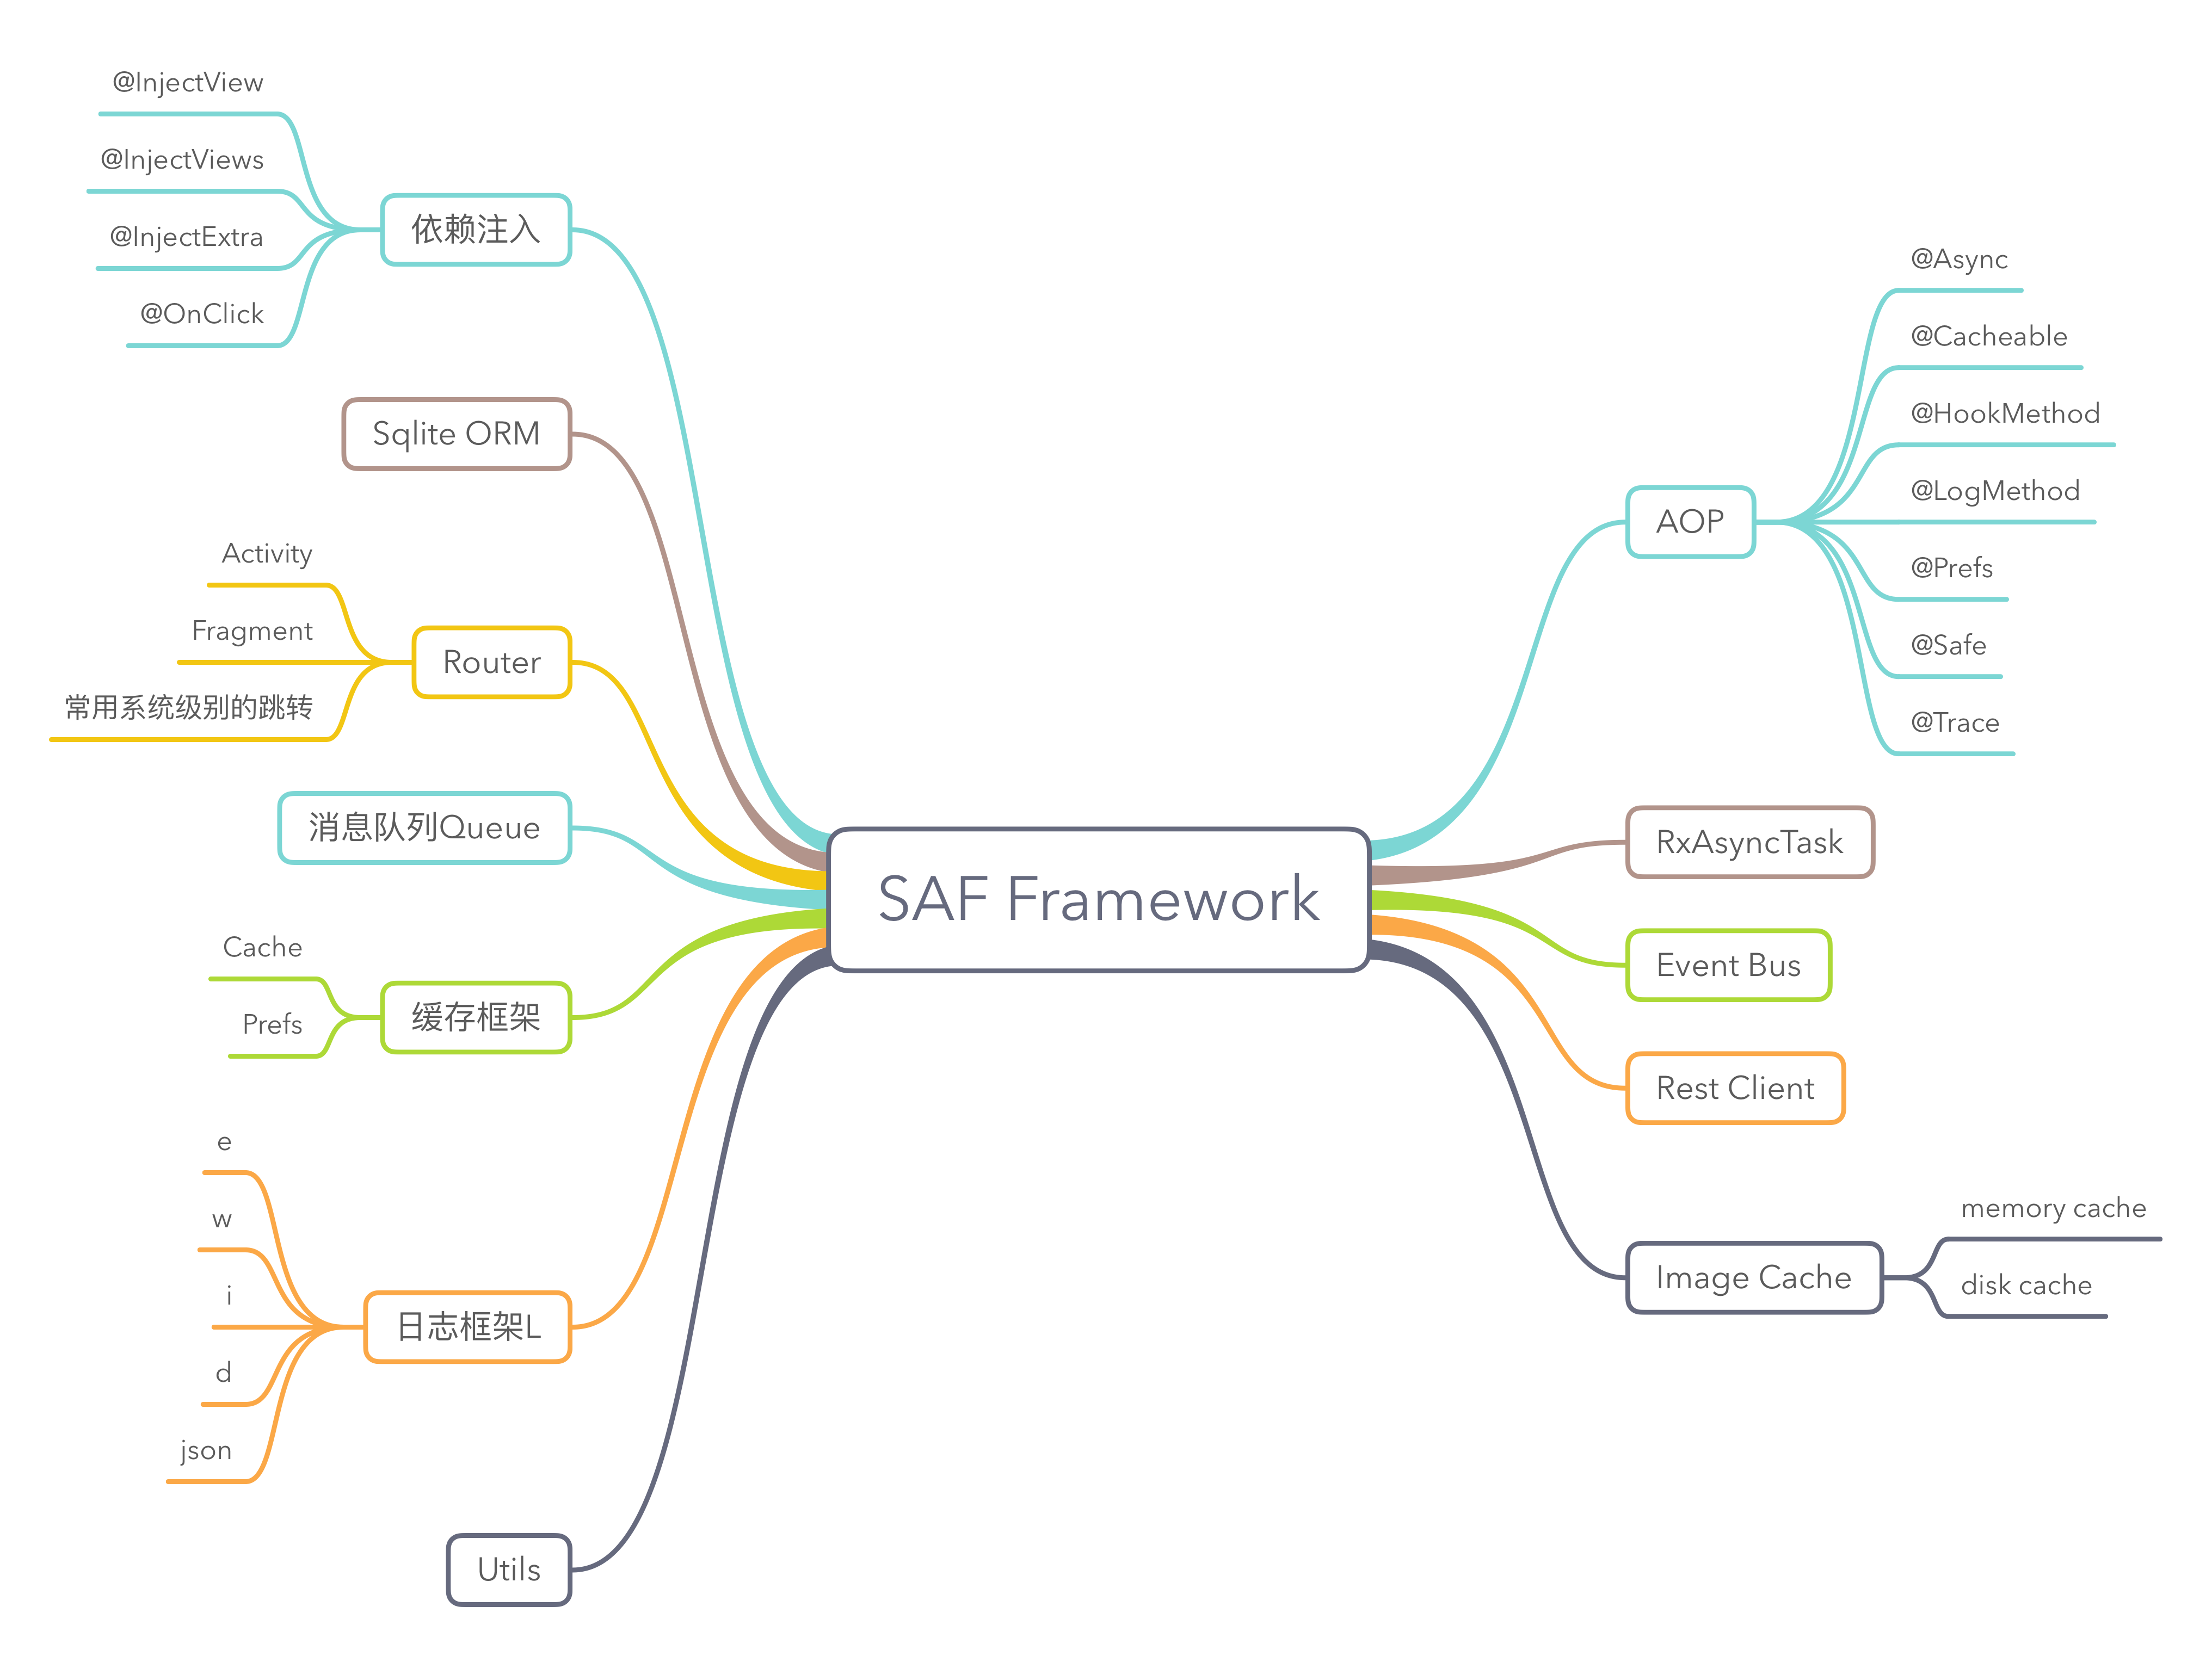 SAF Framework
@InjectView
@InjectViews
@InjectExtra
@OnClick
依赖注入
Sqlite ORM
Activity
Fragment
常用系统级别的跳转
Router
消息队列Queue
Cache
Prefs
缓存框架
e
w
i
d
json
日志框架L
Utils
AOP
@Async
@Cacheable
@HookMethod
@LogMethod
@Prefs
@Safe
@Trace
RxAsyncTask
Event Bus
Rest Client
Image Cache
memory cache
disk cache